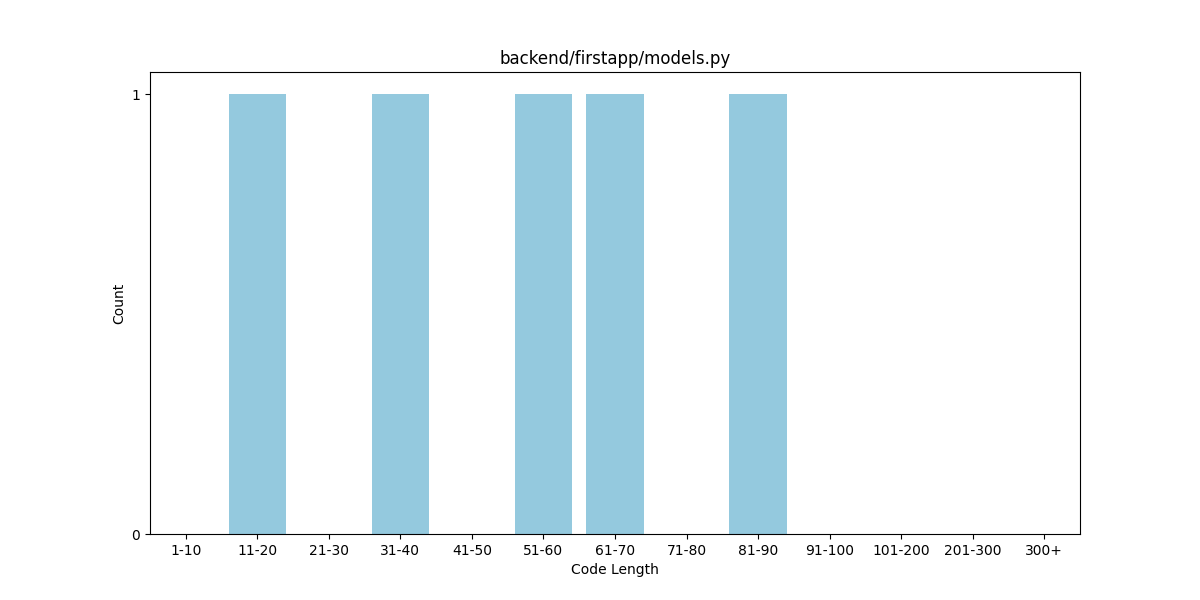 backend/firstapp/models.py
1
Count
0
1-10 11-20 21-30 31-40 41-50 51-60 61-70 71-80 81-90 91-100 101-200 201-300 300+
Code Length